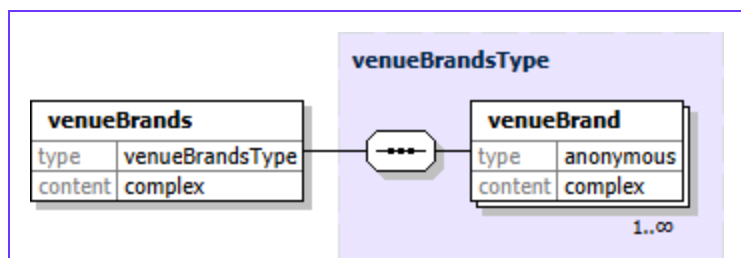 venueBrandsType
venueBrands
type venueBrandsType
content complex
venueBrand
type anonymous
content complex
1..∞